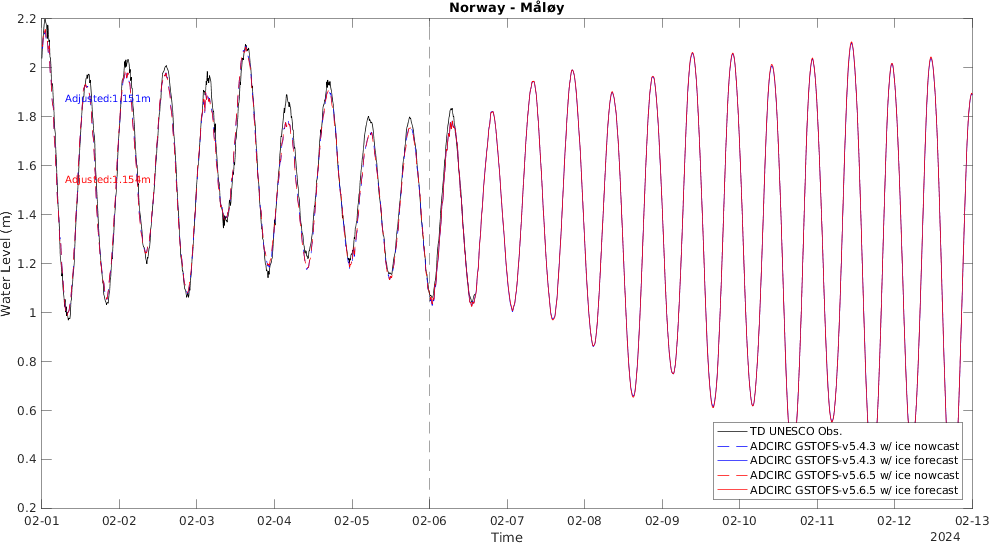 Norway - Måløy
2.2
2
1.8
1.6
1.4
1.2
1
0.8
0.6
0.4
0.2
Water Level (m)
Adjusted:1.151m
Adjusted:1.154m
TD UNESCO Obs.
ADCIRC GSTOFS-v5.4.3 w/ ice nowcast
ADCIRC GSTOFS-v5.4.3 w/ ice forecast
ADCIRC GSTOFS-v5.6.5 w/ ice nowcast
ADCIRC GSTOFS-v5.6.5 w/ ice forecast
02-01 02-02 02-03 02-04 02-05 02-06 02-07 02-08 02-09 02-10 02-11 02-12 02-13
Time
2024